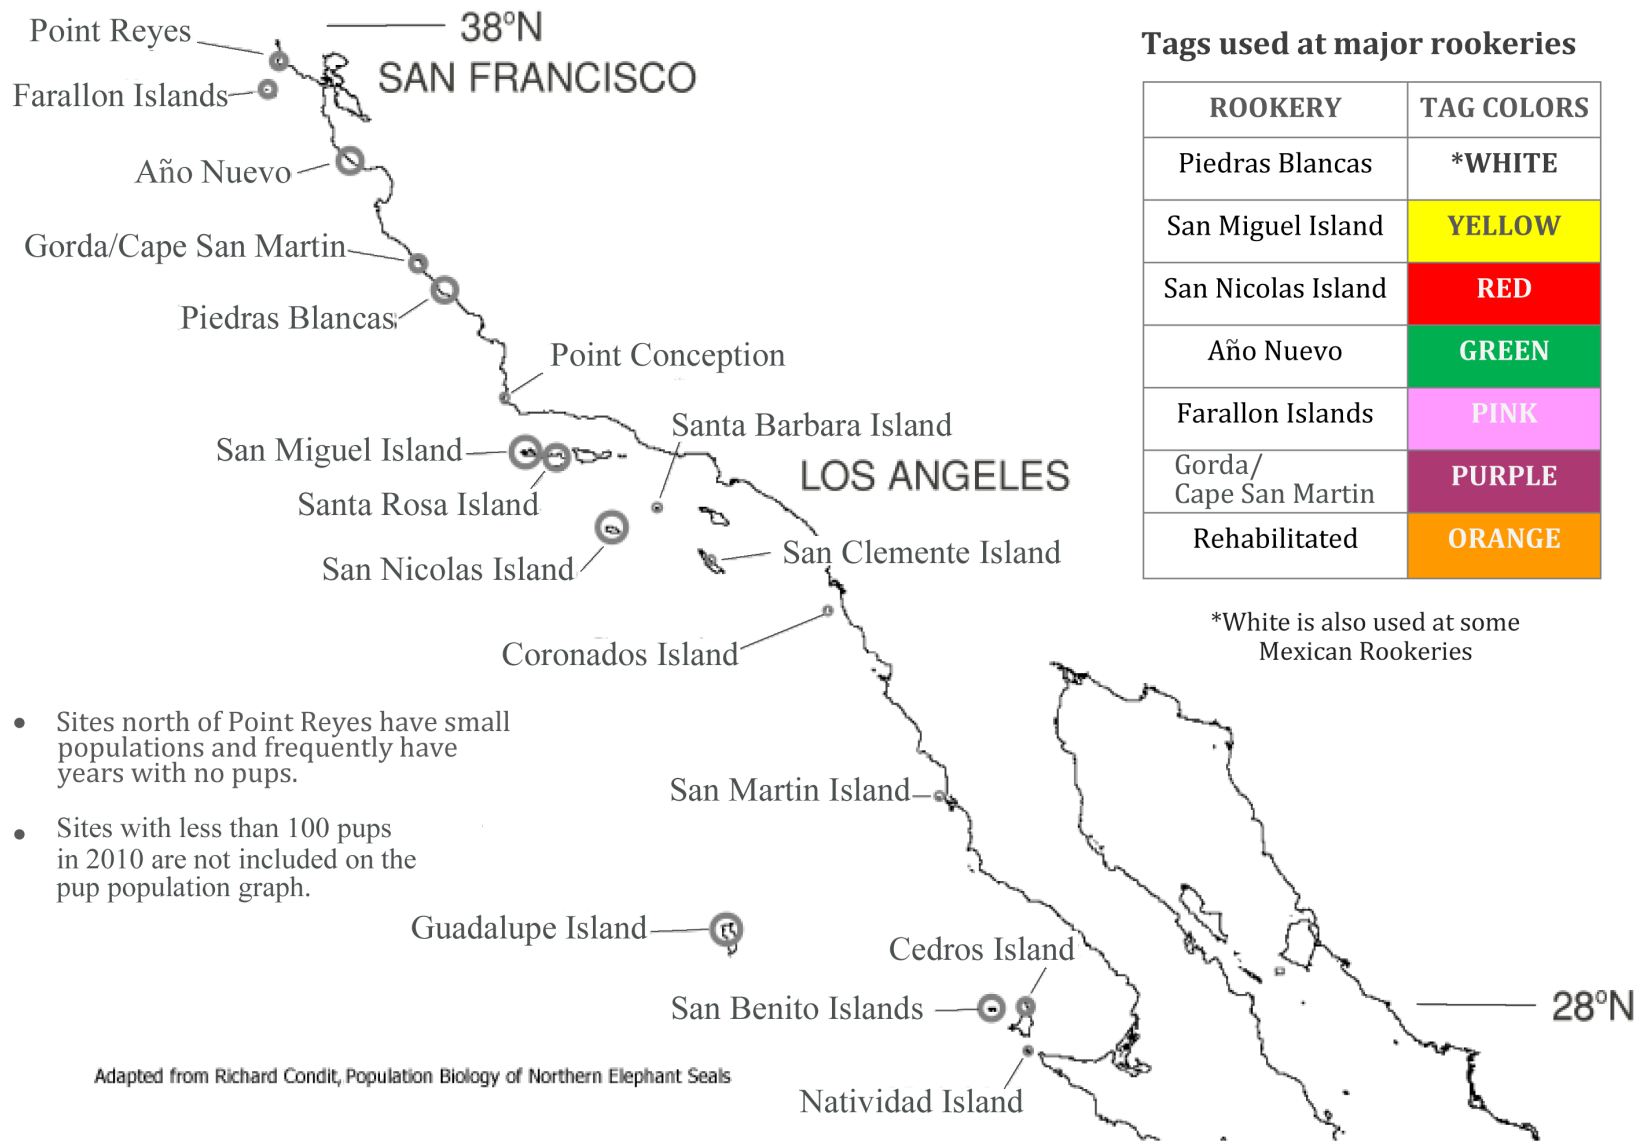 Point Reyes
38ºN
Tags used at major rookeries
SAN FRANCISCO
Farallon Islands
ROOKERY TAG COLORS
Piedras Blancas *WHITE
San Miguel Island YELLOW
San Nicolas Island RED
Año Nuevo GREEN
Farallon Islands PINK
Gorda/
Cape San Martin PURPLE
Rehabilitated ORANGE
*White is also used at some
Mexican Rookeries
Año Nuevo
Gorda/Cape San Martin
Piedras Blancas
Point Conception
Santa Barbara Island
San Miguel Island
LOS ANGELES
Santa Rosa Island
San Clemente Island
San Nicolas Island
Coronados Island
• Sites north of Point Reyes have small
populations and frequently have
years with no pups.
San Martin Island
• Sites with less than 100 pups
in 2010 are not included on the
pup population graph.
Guadalupe Island
Cedros Island
San Benito Islands
28ºN
Adapted from Richard Condit, Population Biology of Northern Elephant Seals
Natividad Island